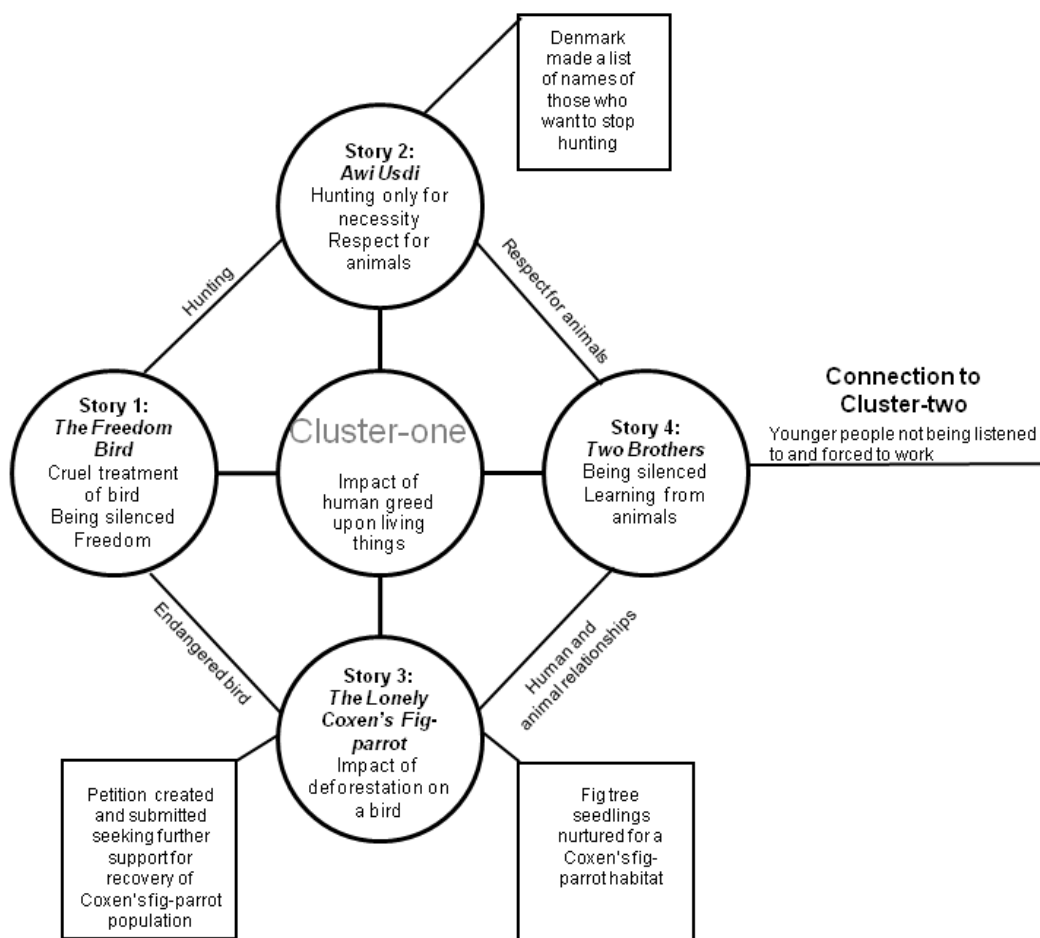 Denmark
made a list
of names of
those who
want to stop
hunting
Story 2:
Awi Usdi
Hunting only for
necessity
Respect for
animals
Hunting
Respect for animals
Story 1:
The Freedom
Bird
Cruel treatment
of bird
Being silenced
Freedom
Cluster-one
Impact of
human greed
upon living
things
Story 4:
Two Brothers
Being silenced
Learning from
animals
Connection to
Cluster-two
Younger people not being listened
to and forced to work
Endangered bird
Human and
animal relationships
Story 3:
The Lonely
Coxen's Fig-
parrot
Impact of
deforestation on
a bird
Petition created
and submitted
seeking further
support for
recovery of
Coxen's fig-parrot
population
Fig tree
seedlings
nurtured for a
Coxen's fig-
parrot habitat